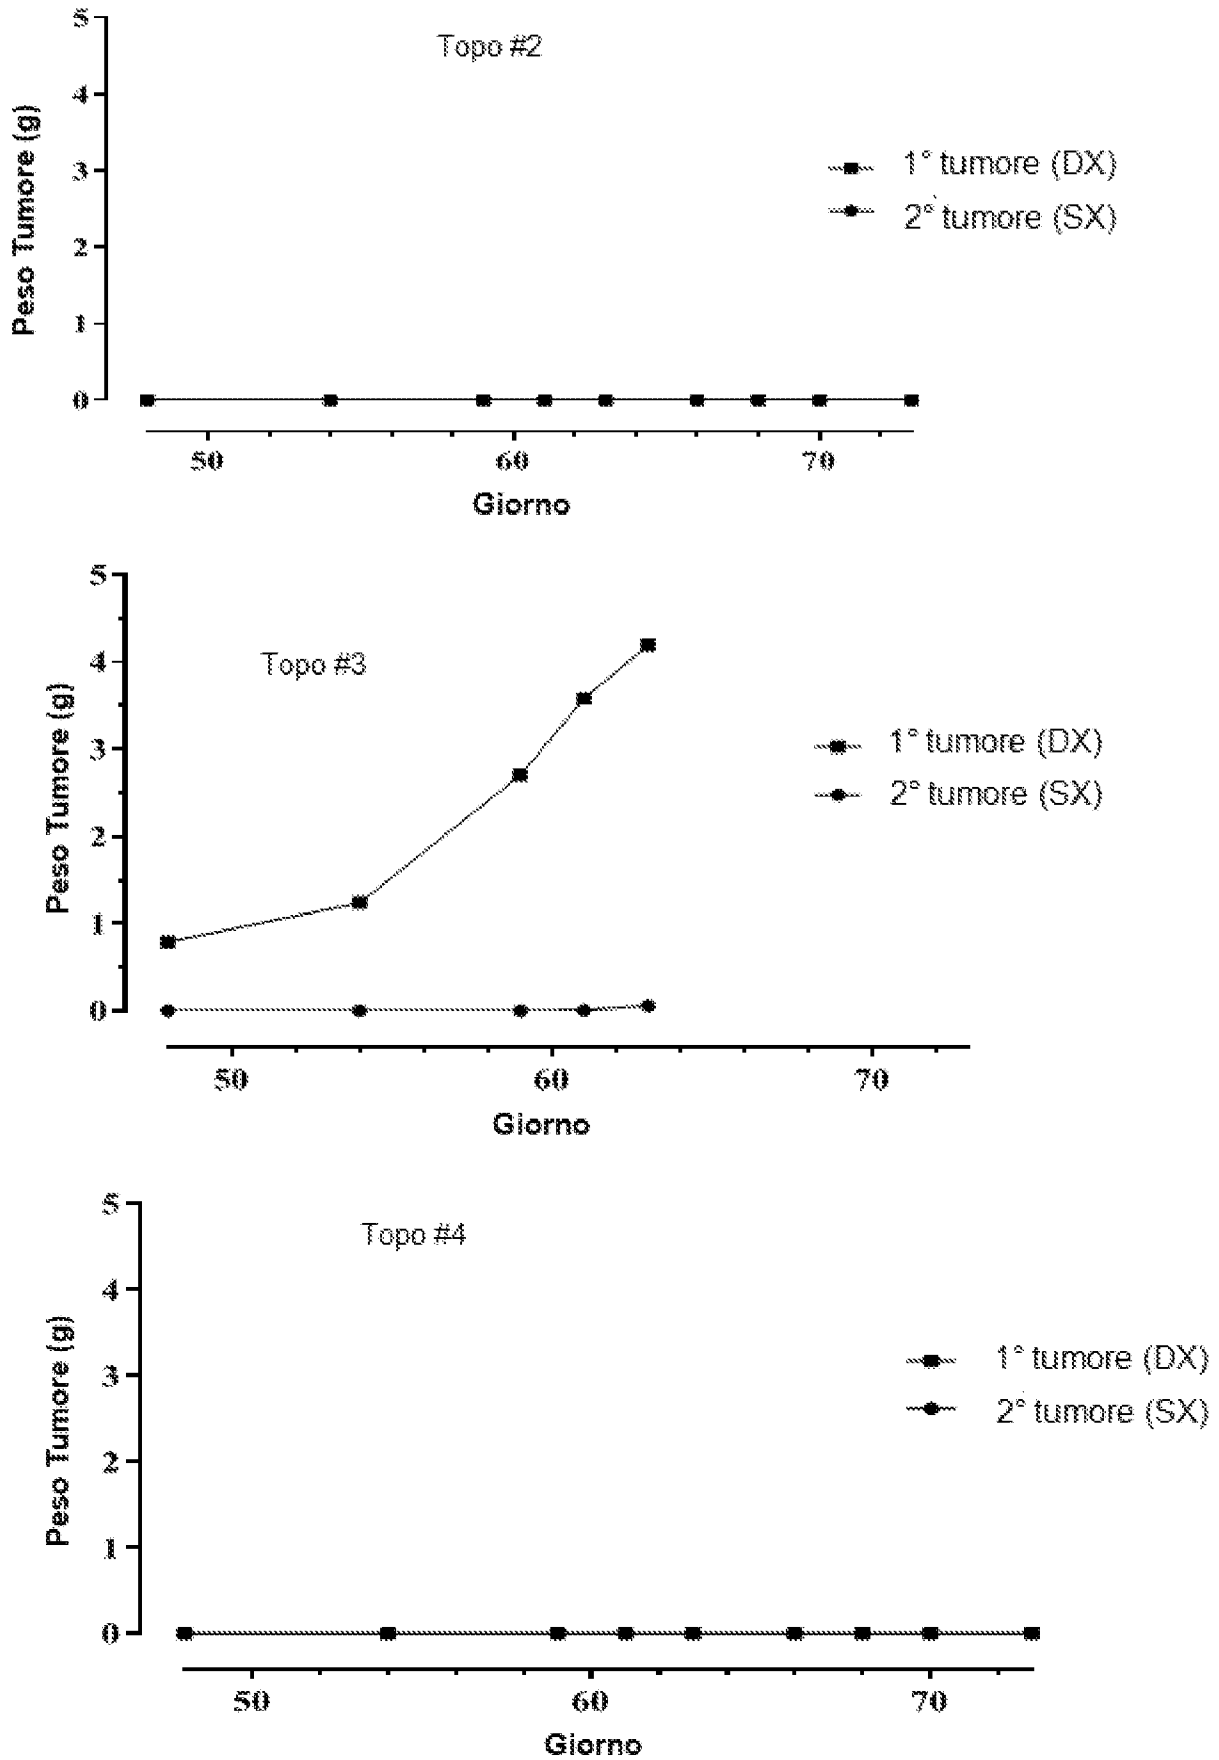 Topo #2
Peso Tumore (g)
5
4
3
2
1
0
1° tumore (DX)
2° tumore (SX)
50 60 70
Giorno
Topo #3
Peso Tumore (g)
5
4
3
2
1
0
1° tumore (DX)
2° tumore (SX)
50 60 70
Giorno
Topo #4
Peso Tumore (g)
5
4
3
2
1
0
1° tumore (DX)
2° tumore (SX)
50 60 70
Giorno